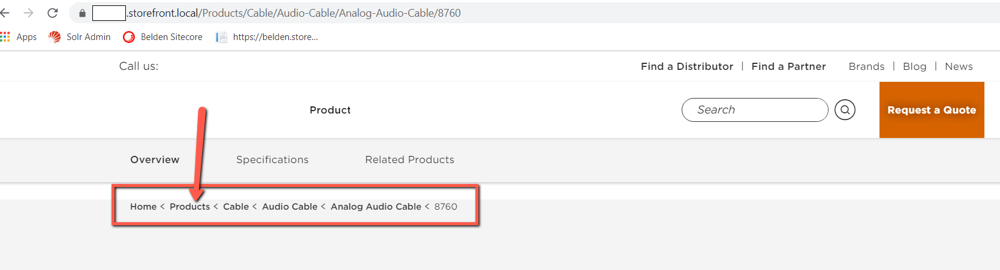 .storefront.local/Products/Cable/Audio-Cable/Analog-Audio-Cable/8760
Apps Solr Admin Belden Sitecore https://belden.store...
Call us: Find a Distributor | Find a Partner Brands | Blog | News
Product Search Request a Quote
Overview Specifications Related Products
Home < Products < Cable < Audio Cable < Analog Audio Cable < 8760